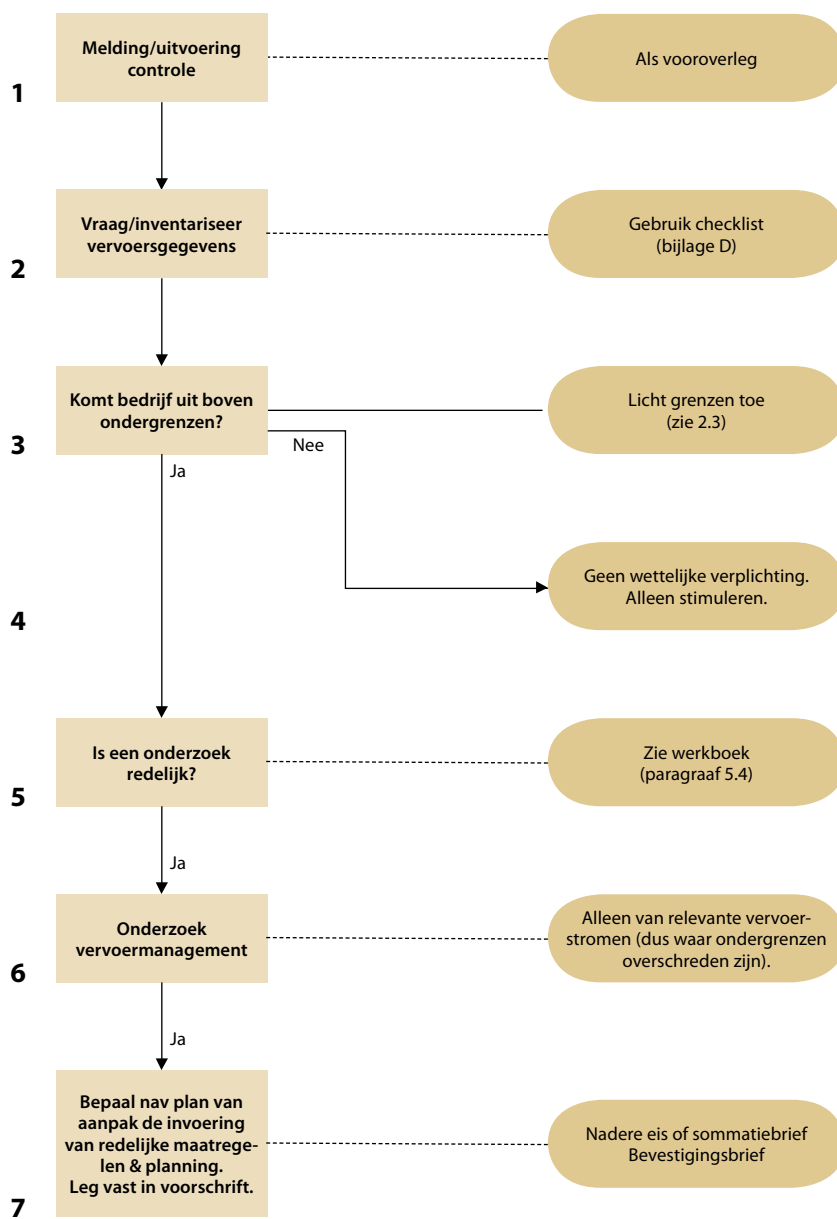 Melding/uitvoering
controle
Als vooroverleg
1
Vraag/inventariseer
vervoersgegevens
Gebruik checklist
(bijlage D)
2
Komt bedrijf uit boven
ondergrenzen?
Licht grenzen toe
(zie 2.3)
3
Nee
Ja
Geen wettelijke verplichting.
Alleen stimuleren.
4
Is een onderzoek
redelijk?
Zie werkboek
(paragraaf 5.4)
5
Ja
Onderzoek
vervoermanagement
Alleen van relevante vervoer-
stromen (dus waar ondergrenzen
overschreden zijn).
6
Ja
Bepaal nav plan van
aanpak de invoering
van redelijke maatrege-
len & planning.
Leg vast in voorschrift.
Nadere eis of sommatiebrief
Bevestigingsbrief
7